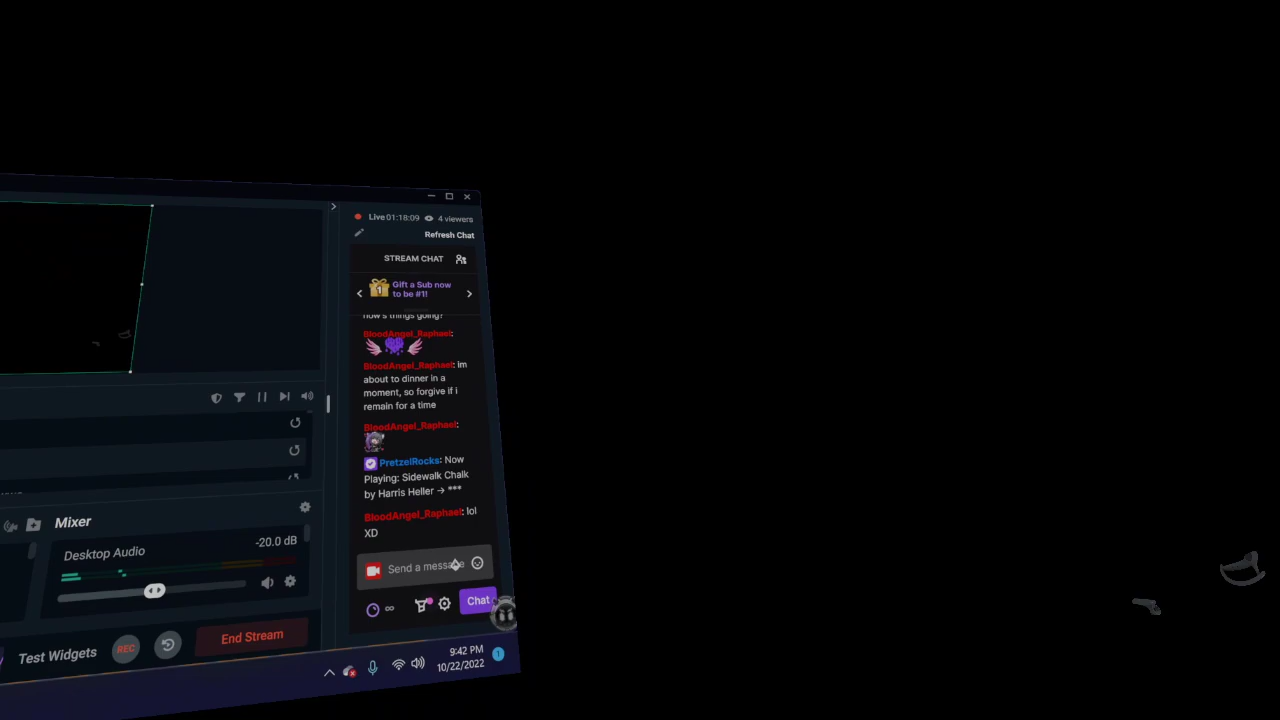 Live 01:18:09 4 viewers
Refresh Chat
STREAM CHAT
1
Gift a Sub now
to be #1!
how's things going?
BloodAngel_Raphael:
BloodAngel_Raphael: im
about to dinner in a
moment, so forgive if i
remain for a time
BloodAngel_Raphael:
PretzelRocks: Now
Playing: Sidewalk Chalk
by Harris Heller → ***
BloodAngel_Raphael: lol
XD
Send a message
∞
Chat
Mixer
Desktop Audio
-20.0 dB
Test Widgets
REC
End Stream
9:42 PM
10/22/2022
1